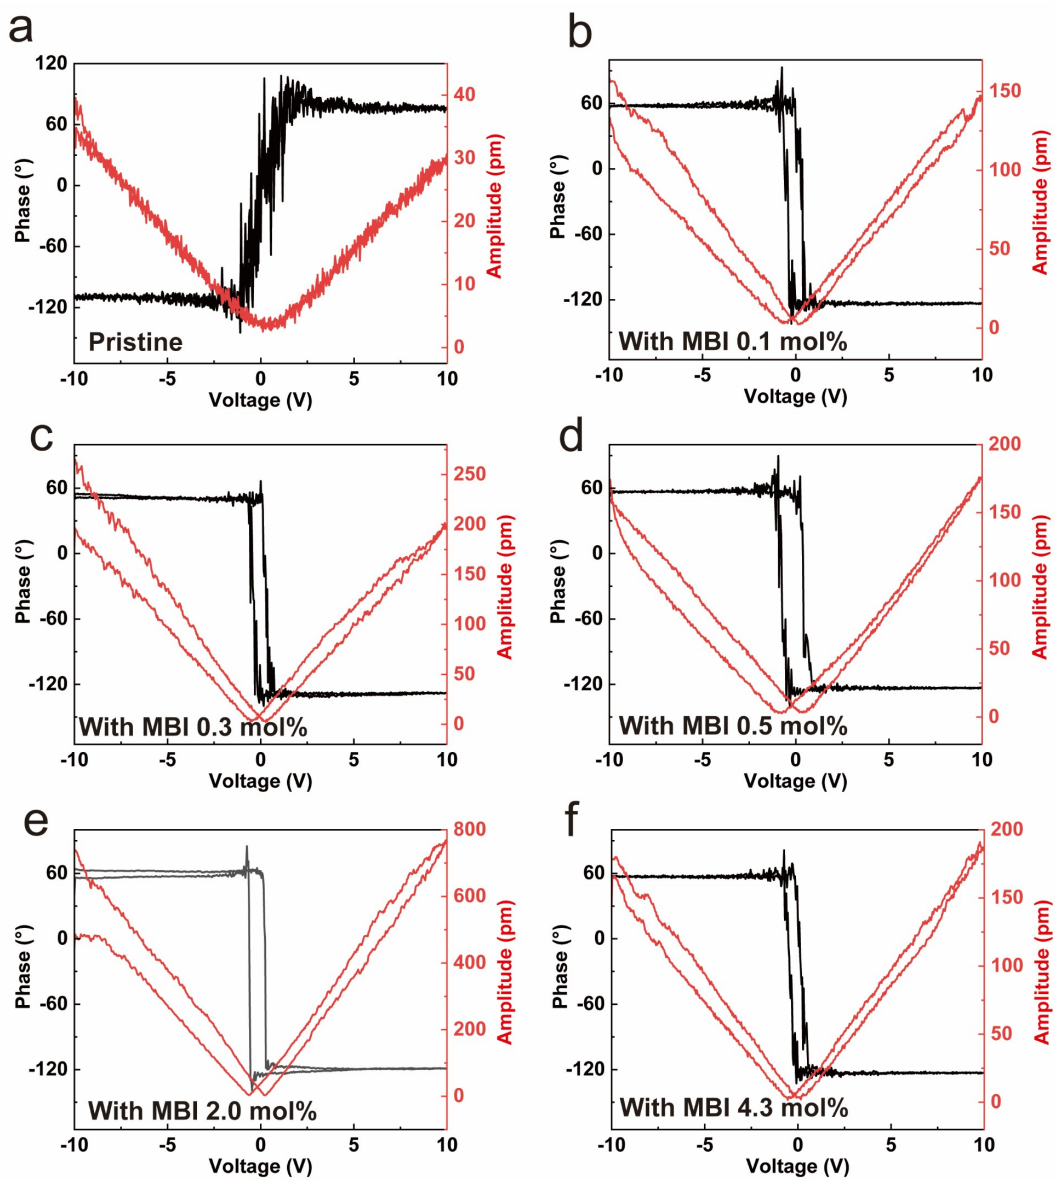 a
120
60
0
-60
-120
Phase (°)
40
30
20
10
0
Amplitude (pm)
Pristine
-10 -5 0 5 10
Voltage (V)
b
60
0
-60
-120
Phase (°)
150
100
50
0
Amplitude (pm)
With MBI 0.1 mol%
-10 -5 0 5 10
Voltage (V)
c
60
0
-60
-120
Phase (°)
250
200
150
100
50
0
Amplitude (pm)
With MBI 0.3 mol%
-10 -5 0 5 10
Voltage (V)
d
60
0
-60
-120
Phase (°)
200
150
100
50
0
Amplitude (pm)
With MBI 0.5 mol%
-10 -5 0 5 10
Voltage (V)
e
60
0
-60
-120
Phase (°)
800
600
400
200
0
Amplitude (pm)
With MBI 2.0 mol%
-10 -5 0 5 10
Voltage (V)
f
60
0
-60
-120
Phase (°)
200
150
100
50
0
Amplitude (pm)
With MBI 4.3 mol%
-10 -5 0 5 10
Voltage (V)